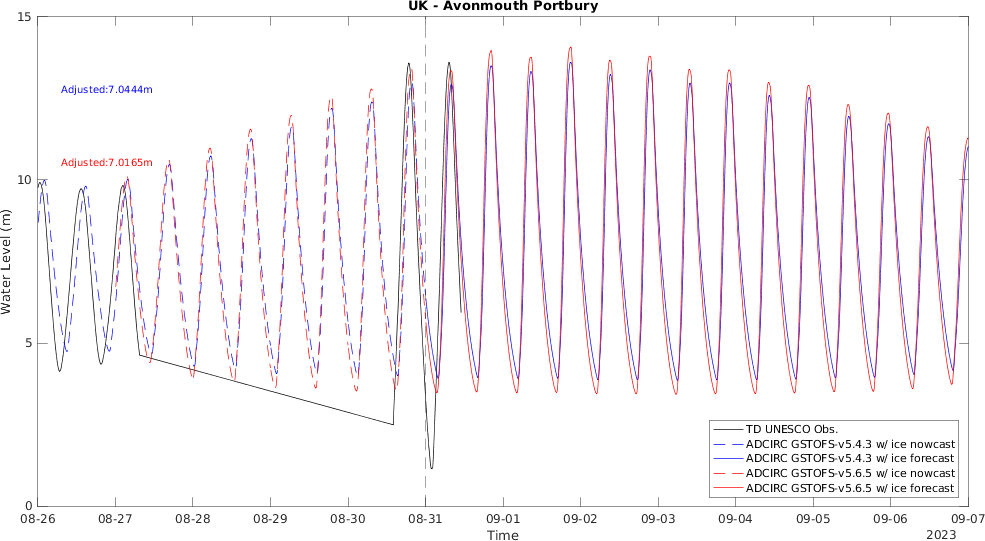 UK - Avonmouth Portbury
15
Adjusted:7.0444m
Adjusted:7.0165m
10
Water Level (m)
5
TD UNESCO Obs.
ADCIRC GSTOFS-v5.4.3 w/ ice nowcast
ADCIRC GSTOFS-v5.4.3 w/ ice forecast
ADCIRC GSTOFS-v5.6.5 w/ ice nowcast
ADCIRC GSTOFS-v5.6.5 w/ ice forecast
0
08-26 08-27 08-28 08-29 08-30 08-31 09-01 09-02 09-03 09-04 09-05 09-06 09-07
Time
2023